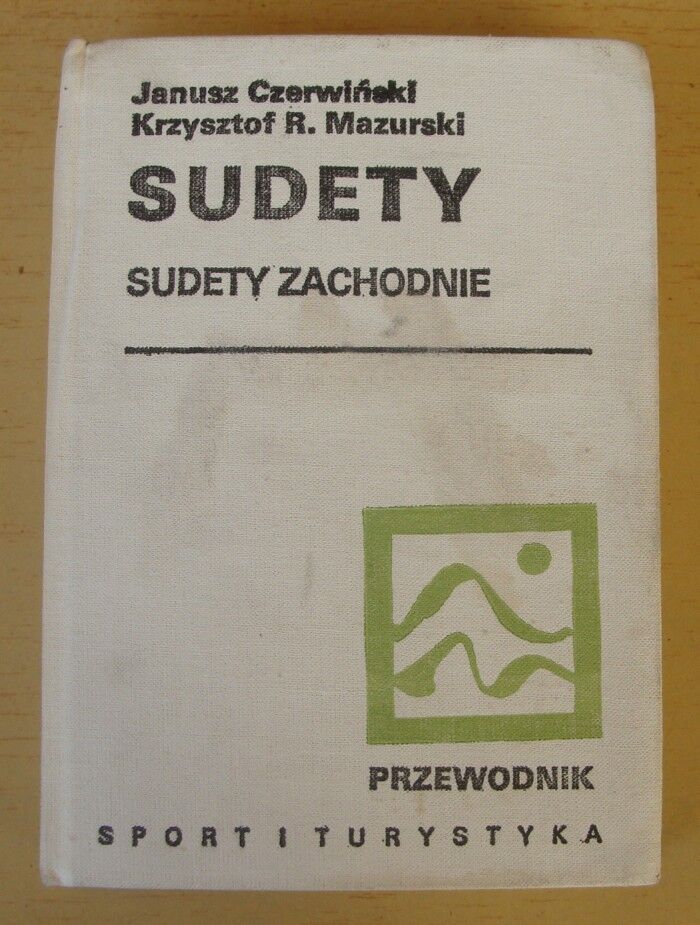 Janusz Czerwiński
Krzysztof R. Mazurski
SUDETY
SUDETY ZACHODNIE
PRZEWODNIK
SPORT I TURYSTYKA